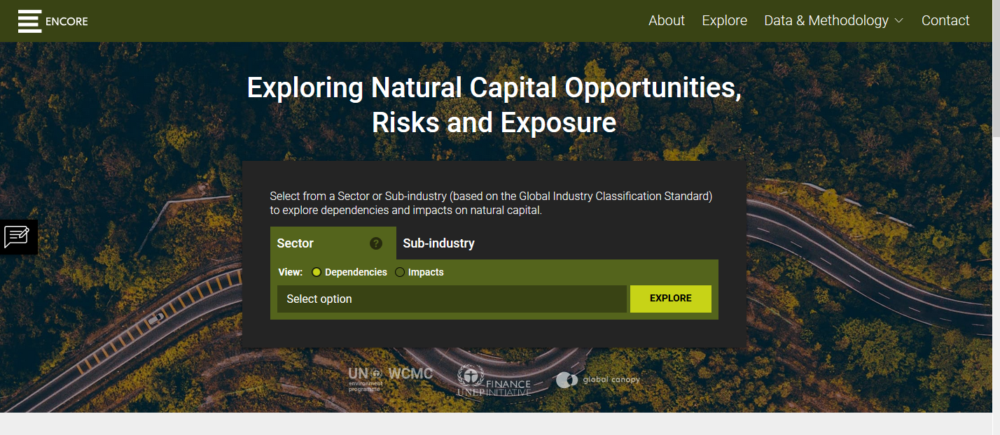 ENCORE
About Explore Data & Methodology Contact
Exploring Natural Capital Opportunities,
Risks and Exposure
Select from a Sector or Sub-industry (based on the Global Industry Classification Standard)
to explore dependencies and impacts on natural capital.
Sector ? Sub-industry
View: Dependencies Impacts
Select option EXPLORE
UN WCMC
environment
programme
FINANCE
UNEP INITIATIVE
global canopy